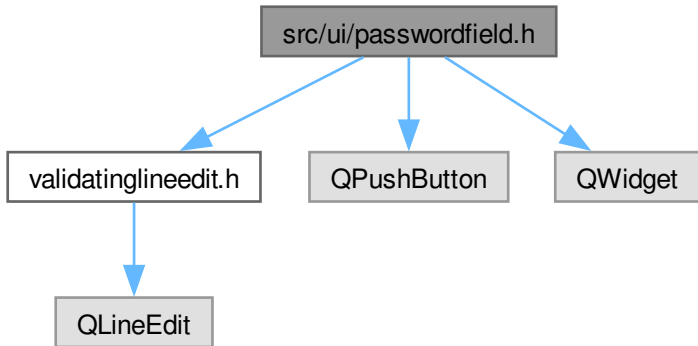 src/ui/passwordfield.h
validatinglineedit.h
QPushButton
QWidget
QLineEdit